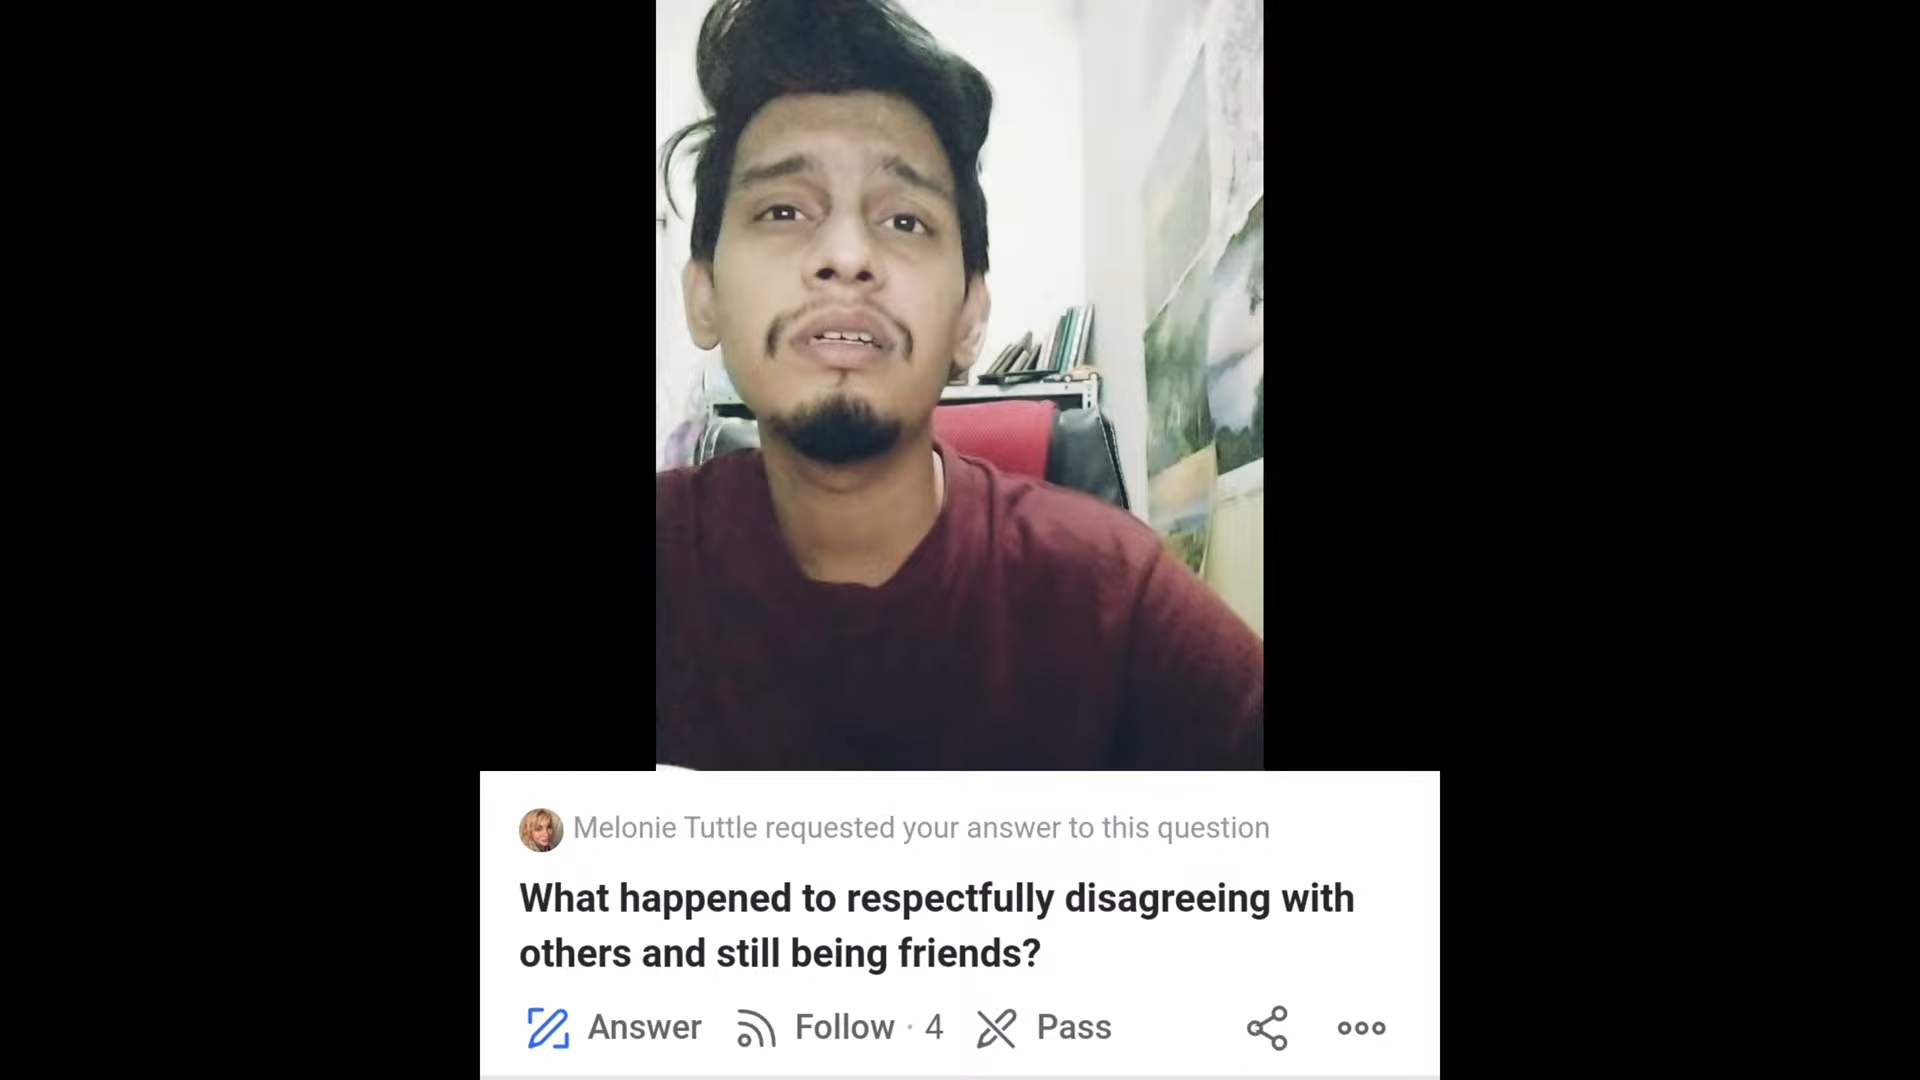 Melonie Tuttle requested your answer to this question
What happened to respectfully disagreeing with
others and still being friends?
Answer Follow · 4 Pass